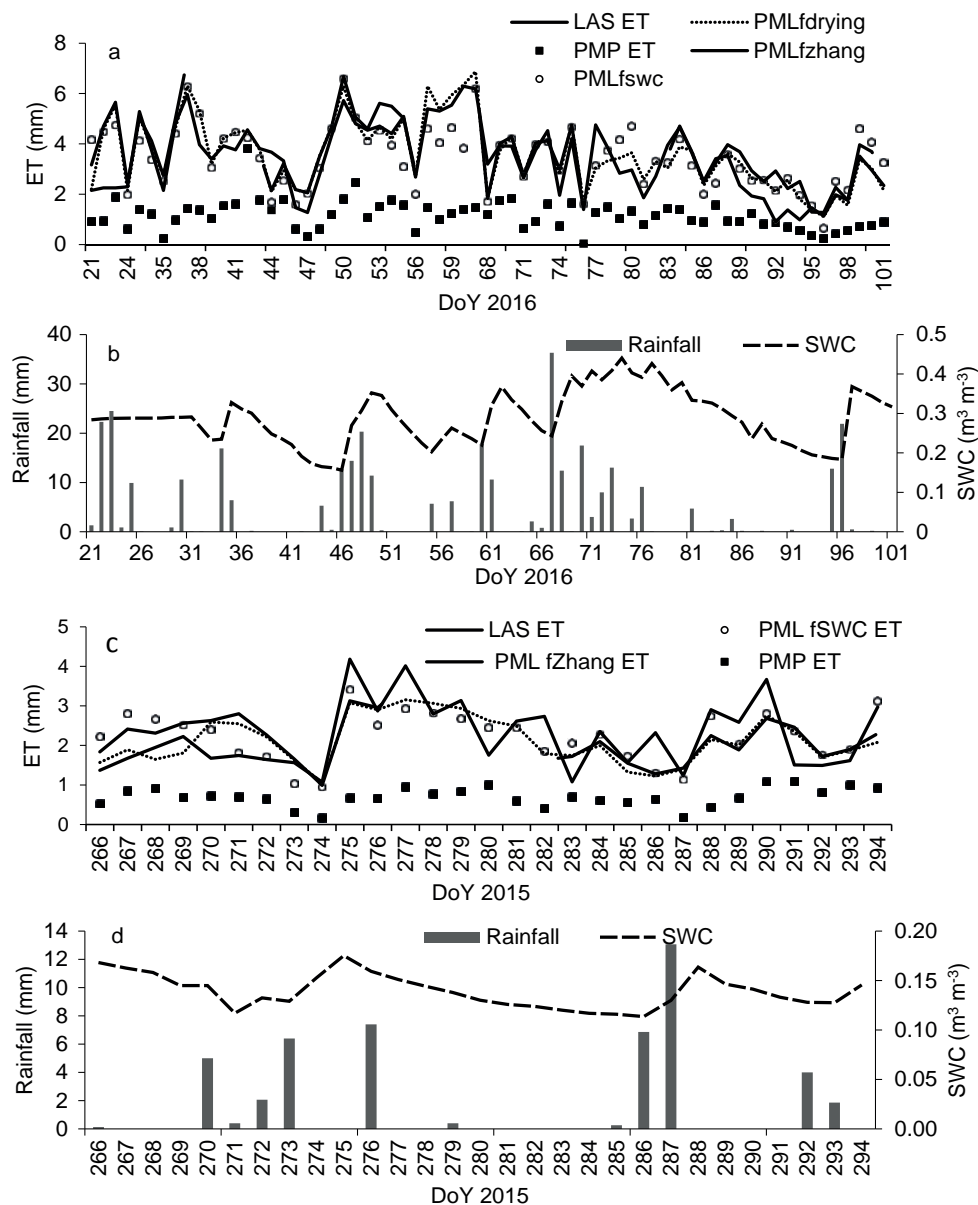 LAS ET
PMLfdrying
PMP ET
PMLfzhang
PMLfswc
a
ET (mm)
8
6
4
2
0
21 24 35 38 41 44 47 50 53 56 59 68 71 74 77 80 83 86 89 92 95 98 101
DoY 2016
b
Rainfall
SWC
Rainfall (mm)
40
30
20
10
0
SWC (m³ m⁻³)
0.5
0.4
0.3
0.2
0.1
0
21 26 31 36 41 46 51 56 61 66 71 76 81 86 91 96 101
DoY 2016
c
LAS ET
PML fSWC ET
PML fZhang ET
PMP ET
ET (mm)
5
4
3
2
1
0
266 267 268 269 270 271 272 273 274 275 276 277 278 279 280 281 282 283 284 285 286 287 288 289 290 291 292 293 294
DoY 2015
d
Rainfall
SWC
Rainfall (mm)
14
12
10
8
6
4
2
0
SWC (m³ m⁻³)
0.20
0.15
0.10
0.05
0.00
266 267 268 269 270 271 272 273 274 275 276 277 278 279 280 281 282 283 284 285 286 287 288 289 290 291 292 293 294
DoY 2015